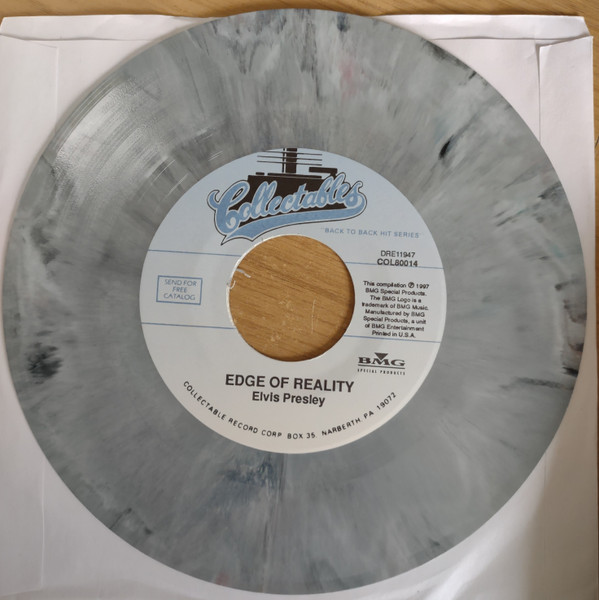 Collectables
"BACK TO BACK HIT SERIES"
DRE11947
COL80014
SEND FOR
FREE
CATALOG
This compilation ℗ 1997
BMG Special Products.
The BMG Logo is a
trademark of BMG Music.
Manufactured by BMG
Special Products, a unit
of BMG Entertainment
Printed in U.S.A.
BMG
SPECIAL PRODUCTS
EDGE OF REALITY
Elvis Presley
COLLECTABLE RECORD CORP BOX 35 NARBERTH PA 19072